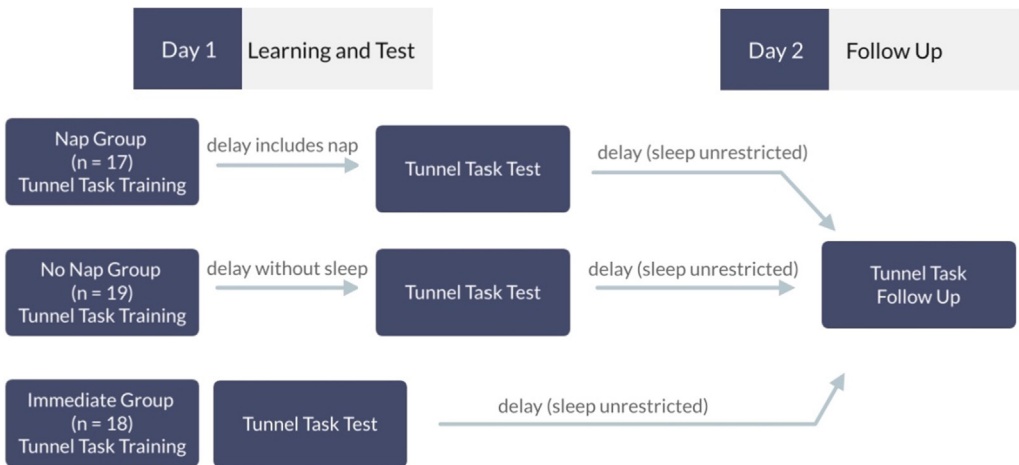 Day 1
Learning and Test
Day 2
Follow Up
Nap Group
(n = 17)
Tunnel Task Training
delay includes nap
Tunnel Task Test
delay (sleep unrestricted)
No Nap Group
(n = 19)
Tunnel Task Training
delay without sleep
Tunnel Task Test
delay (sleep unrestricted)
Tunnel Task
Follow Up
Immediate Group
(n = 18)
Tunnel Task Training
Tunnel Task Test
delay (sleep unrestricted)